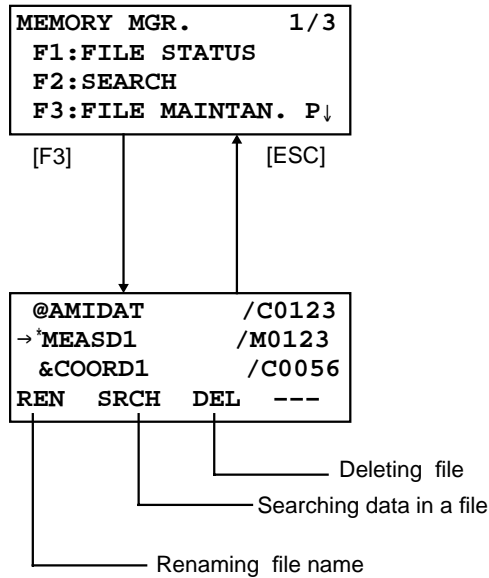 MEMORY MGR. 1/3
F1:FILE STATUS
F2:SEARCH
F3:FILE MAINTAN. P↓
[F3] [ESC]
@AMIDAT /C0123
→*MEASD1 /M0123
&COORD1 /C0056
REN SRCH DEL ---
Deleting file
Searching data in a file
Renaming file name